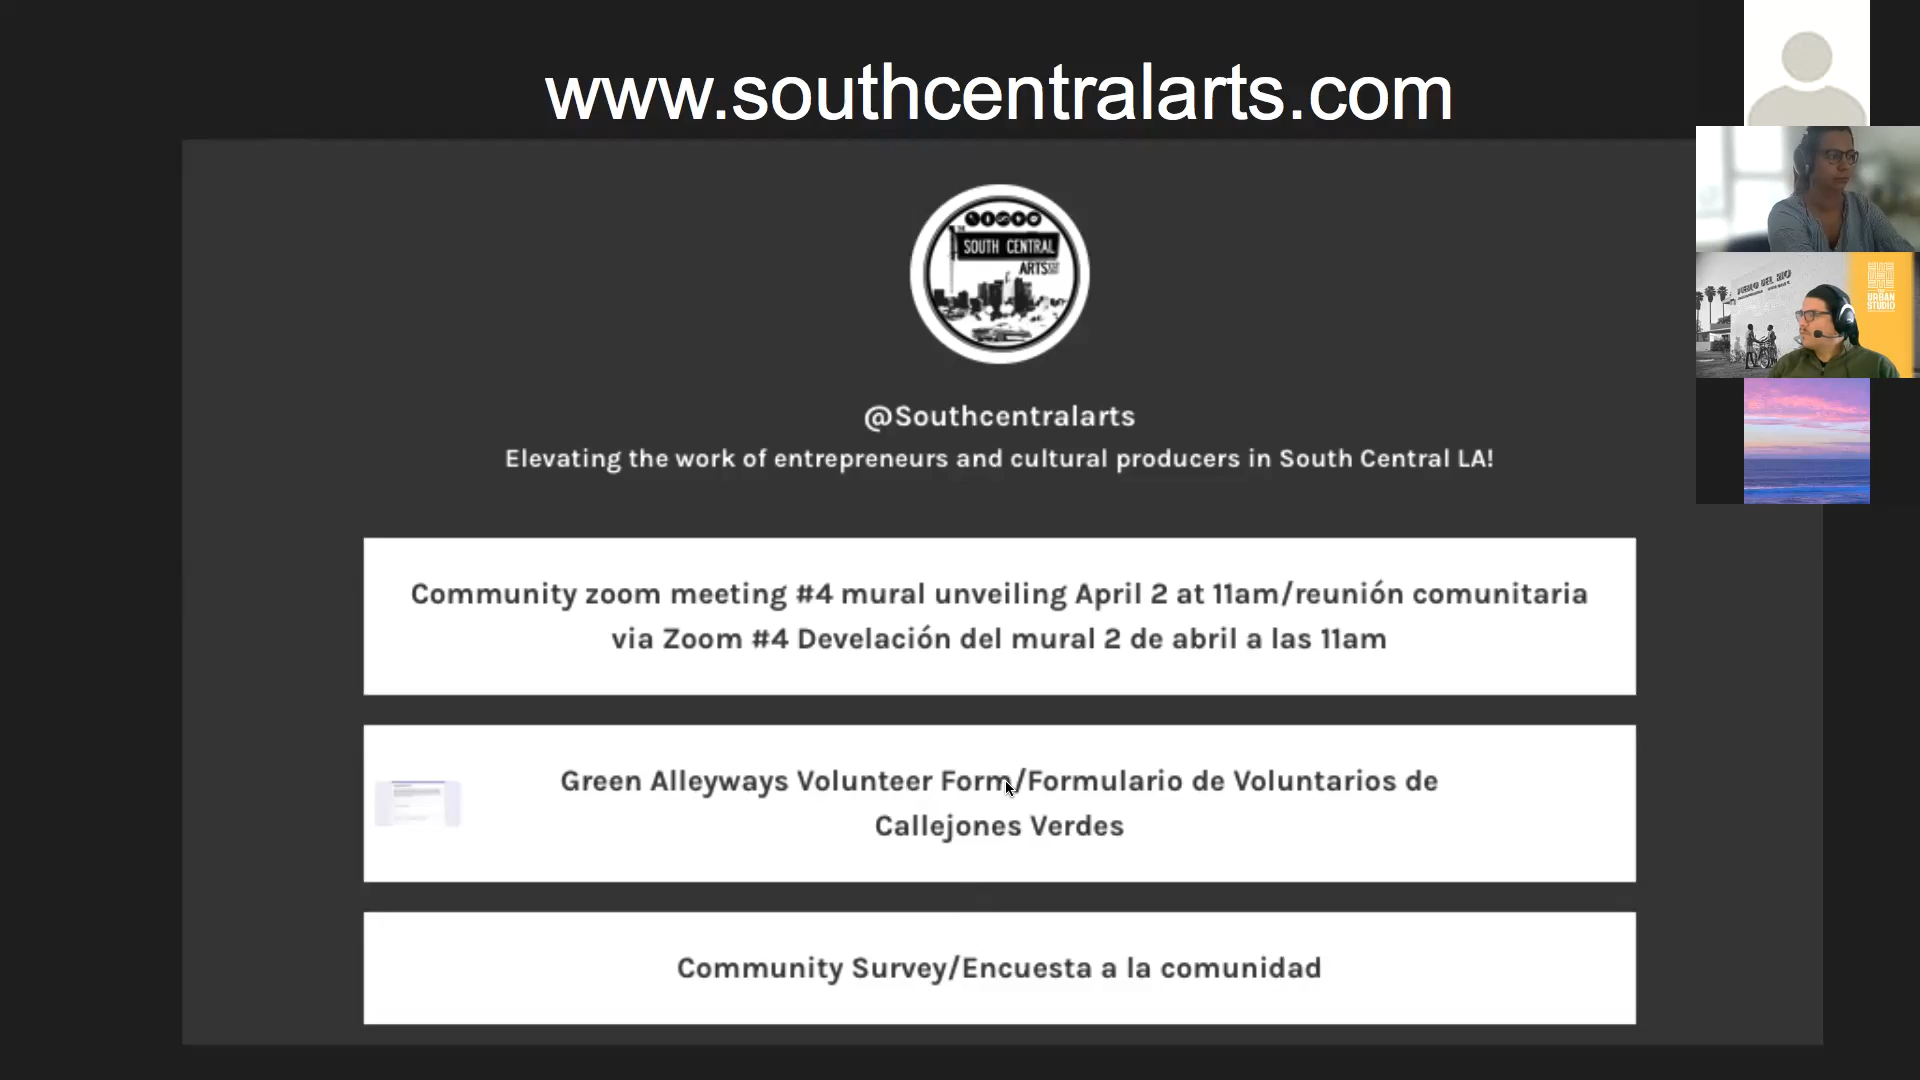 www.southcentralarts.com
THE
SOUTH CENTRAL
ARTS
@Southcentralarts
Elevating the work of entrepreneurs and cultural producers in South Central LA!
Community zoom meeting #4 mural unveiling April 2 at 11am/reunión comunitaria
via Zoom #4 Develación del mural 2 de abril a las 11am
Green Alleyways Volunteer Form/Formulario de Voluntarios de
Callejones Verdes
Community Survey/Encuesta a la comunidad
URBAN
STUDIO